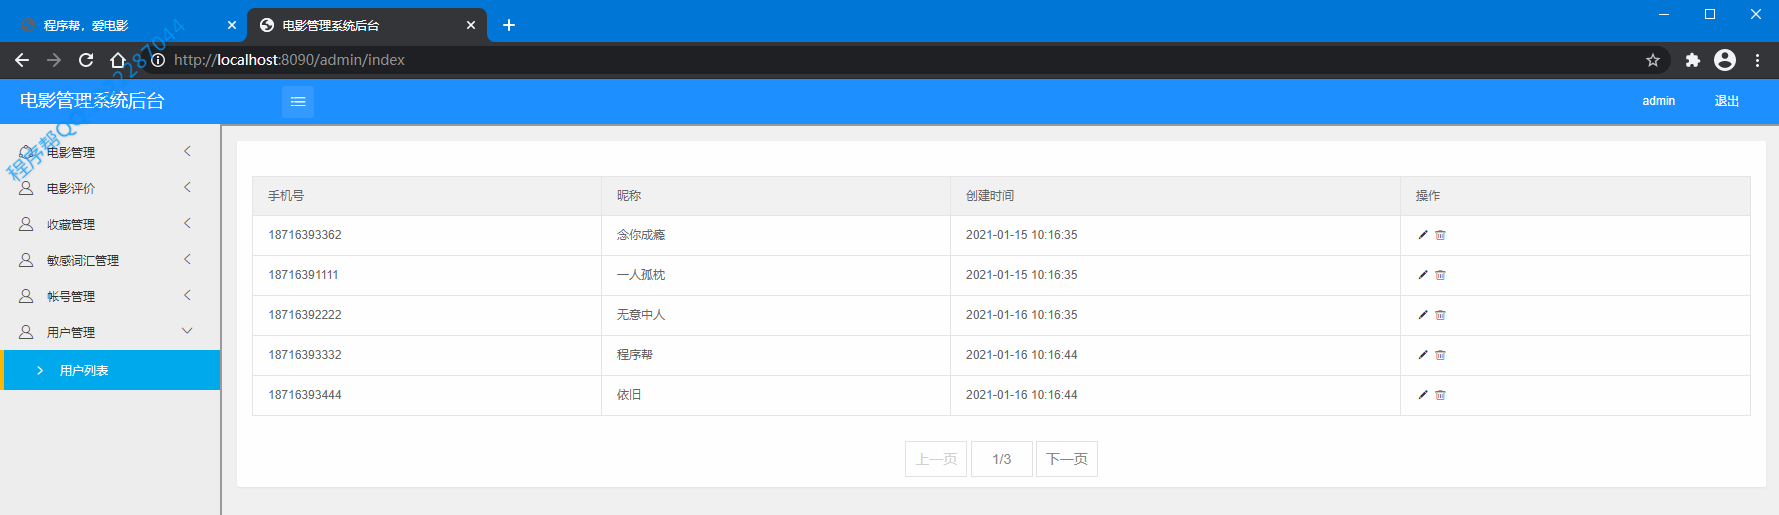 程序帮，爱电影
电影管理系统后台
http://localhost:8090/admin/index
电影管理系统后台
admin 退出
电影管理
电影评价
收藏管理
敏感词汇管理
帐号管理
用户管理
用户列表
手机号 昵称 创建时间 操作
18716393362 念你成瘾 2021-01-15 10:16:35
18716391111 一人孤枕 2021-01-15 10:16:35
18716392222 无意中人 2021-01-16 10:16:35
18716393332 程序帮 2021-01-16 10:16:44
18716393444 依旧 2021-01-16 10:16:44
上一页 1/3 下一页